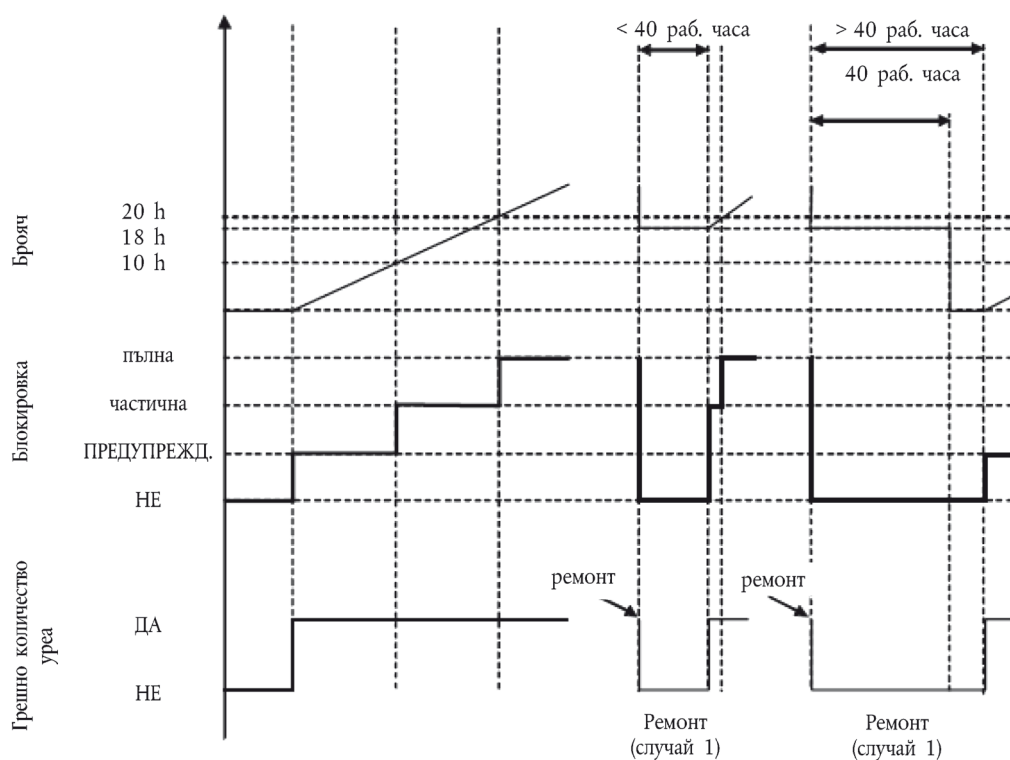 < 40 раб. часа
> 40 раб. часа
40 раб. часа
Брояч
20 h
18 h
10 h
Блокировка
пълна
частична
ПРЕДУПРЕЖД.
НЕ
Грешно количество
уреа
ДА
НЕ
ремонт
ремонт
Ремонт
(случай 1)
Ремонт
(случай 1)